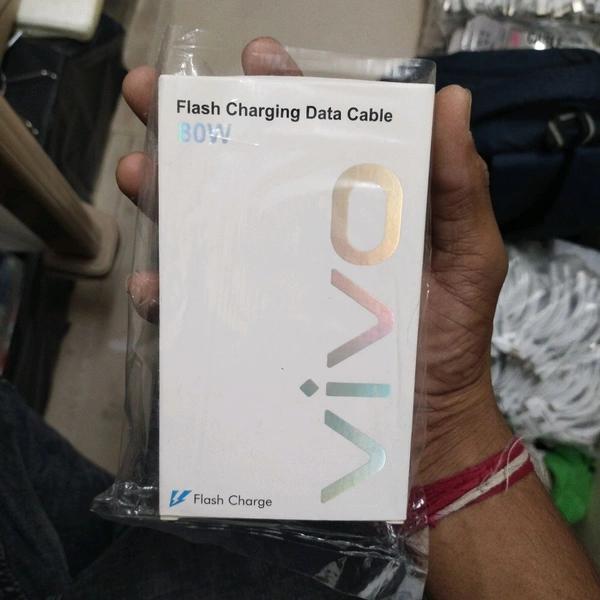 Flash Charging Data Cable
80W
vivo
Flash Charge